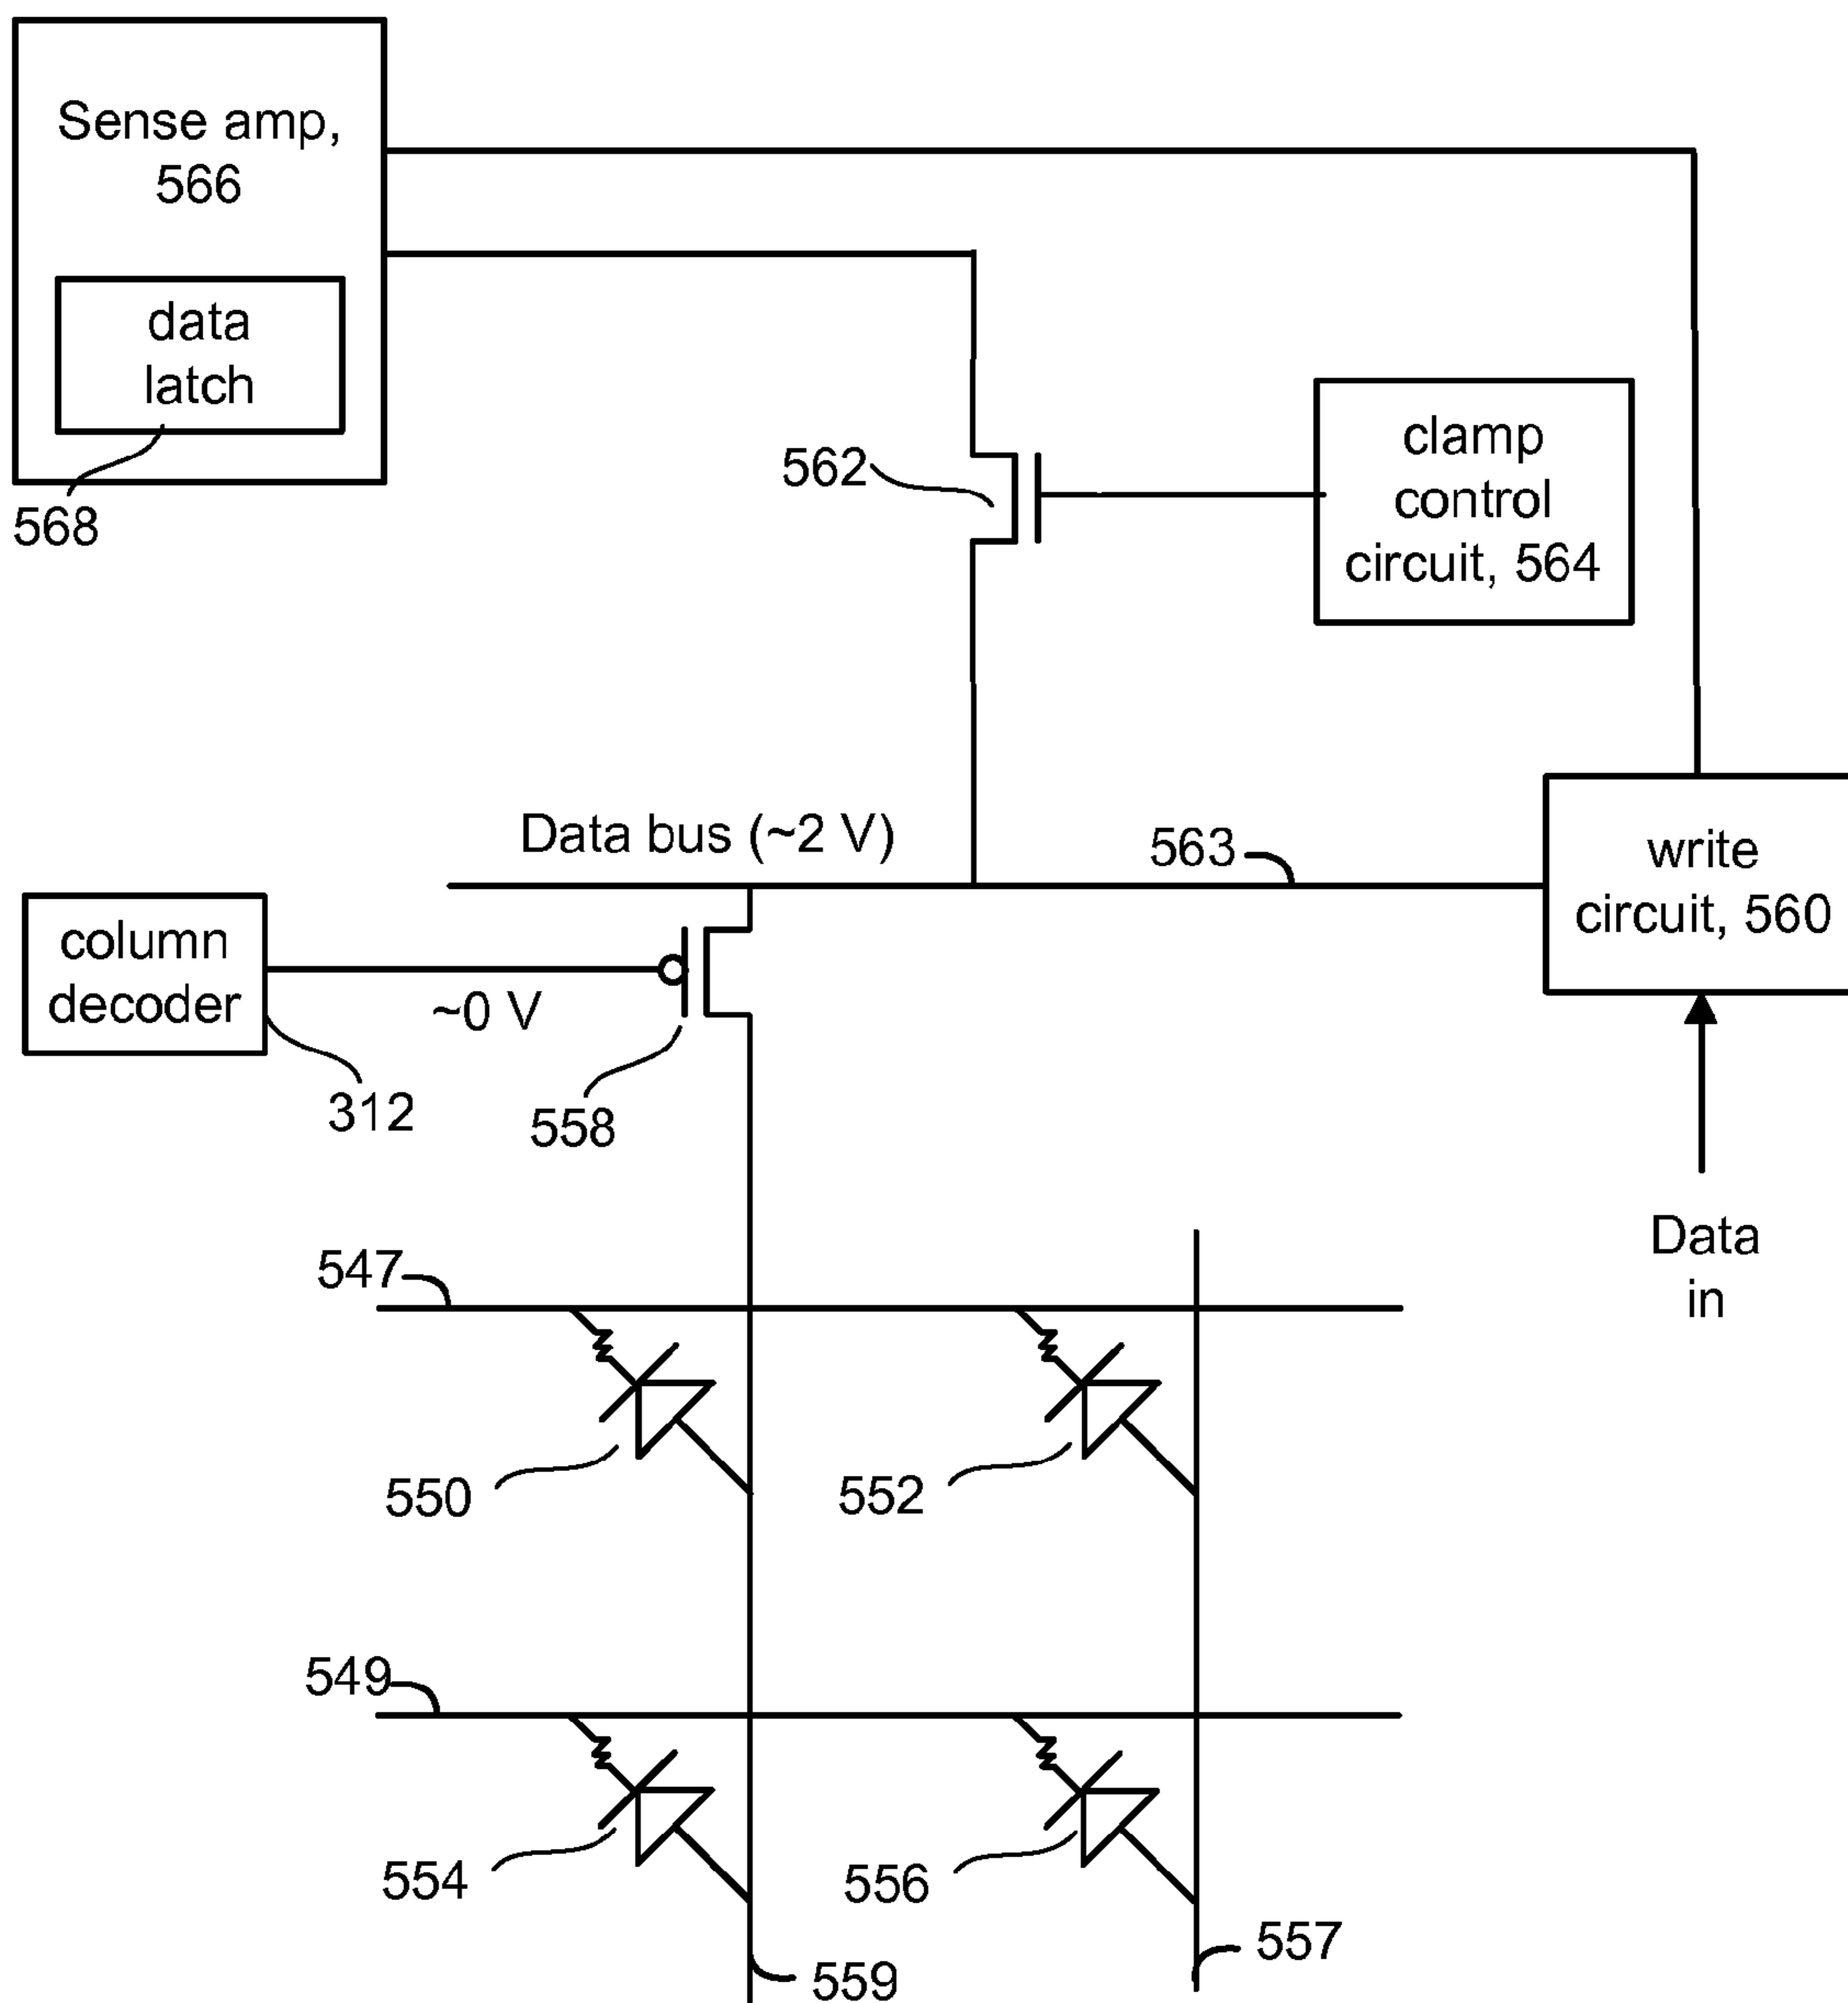 Sense amp,
566
data
latch
568
562
clamp
control
circuit, 564
Data bus (~2 V)
563
write
circuit, 560
column
decoder
~0 V
312
558
Data
in
547
550
552
549
554
556
557
559